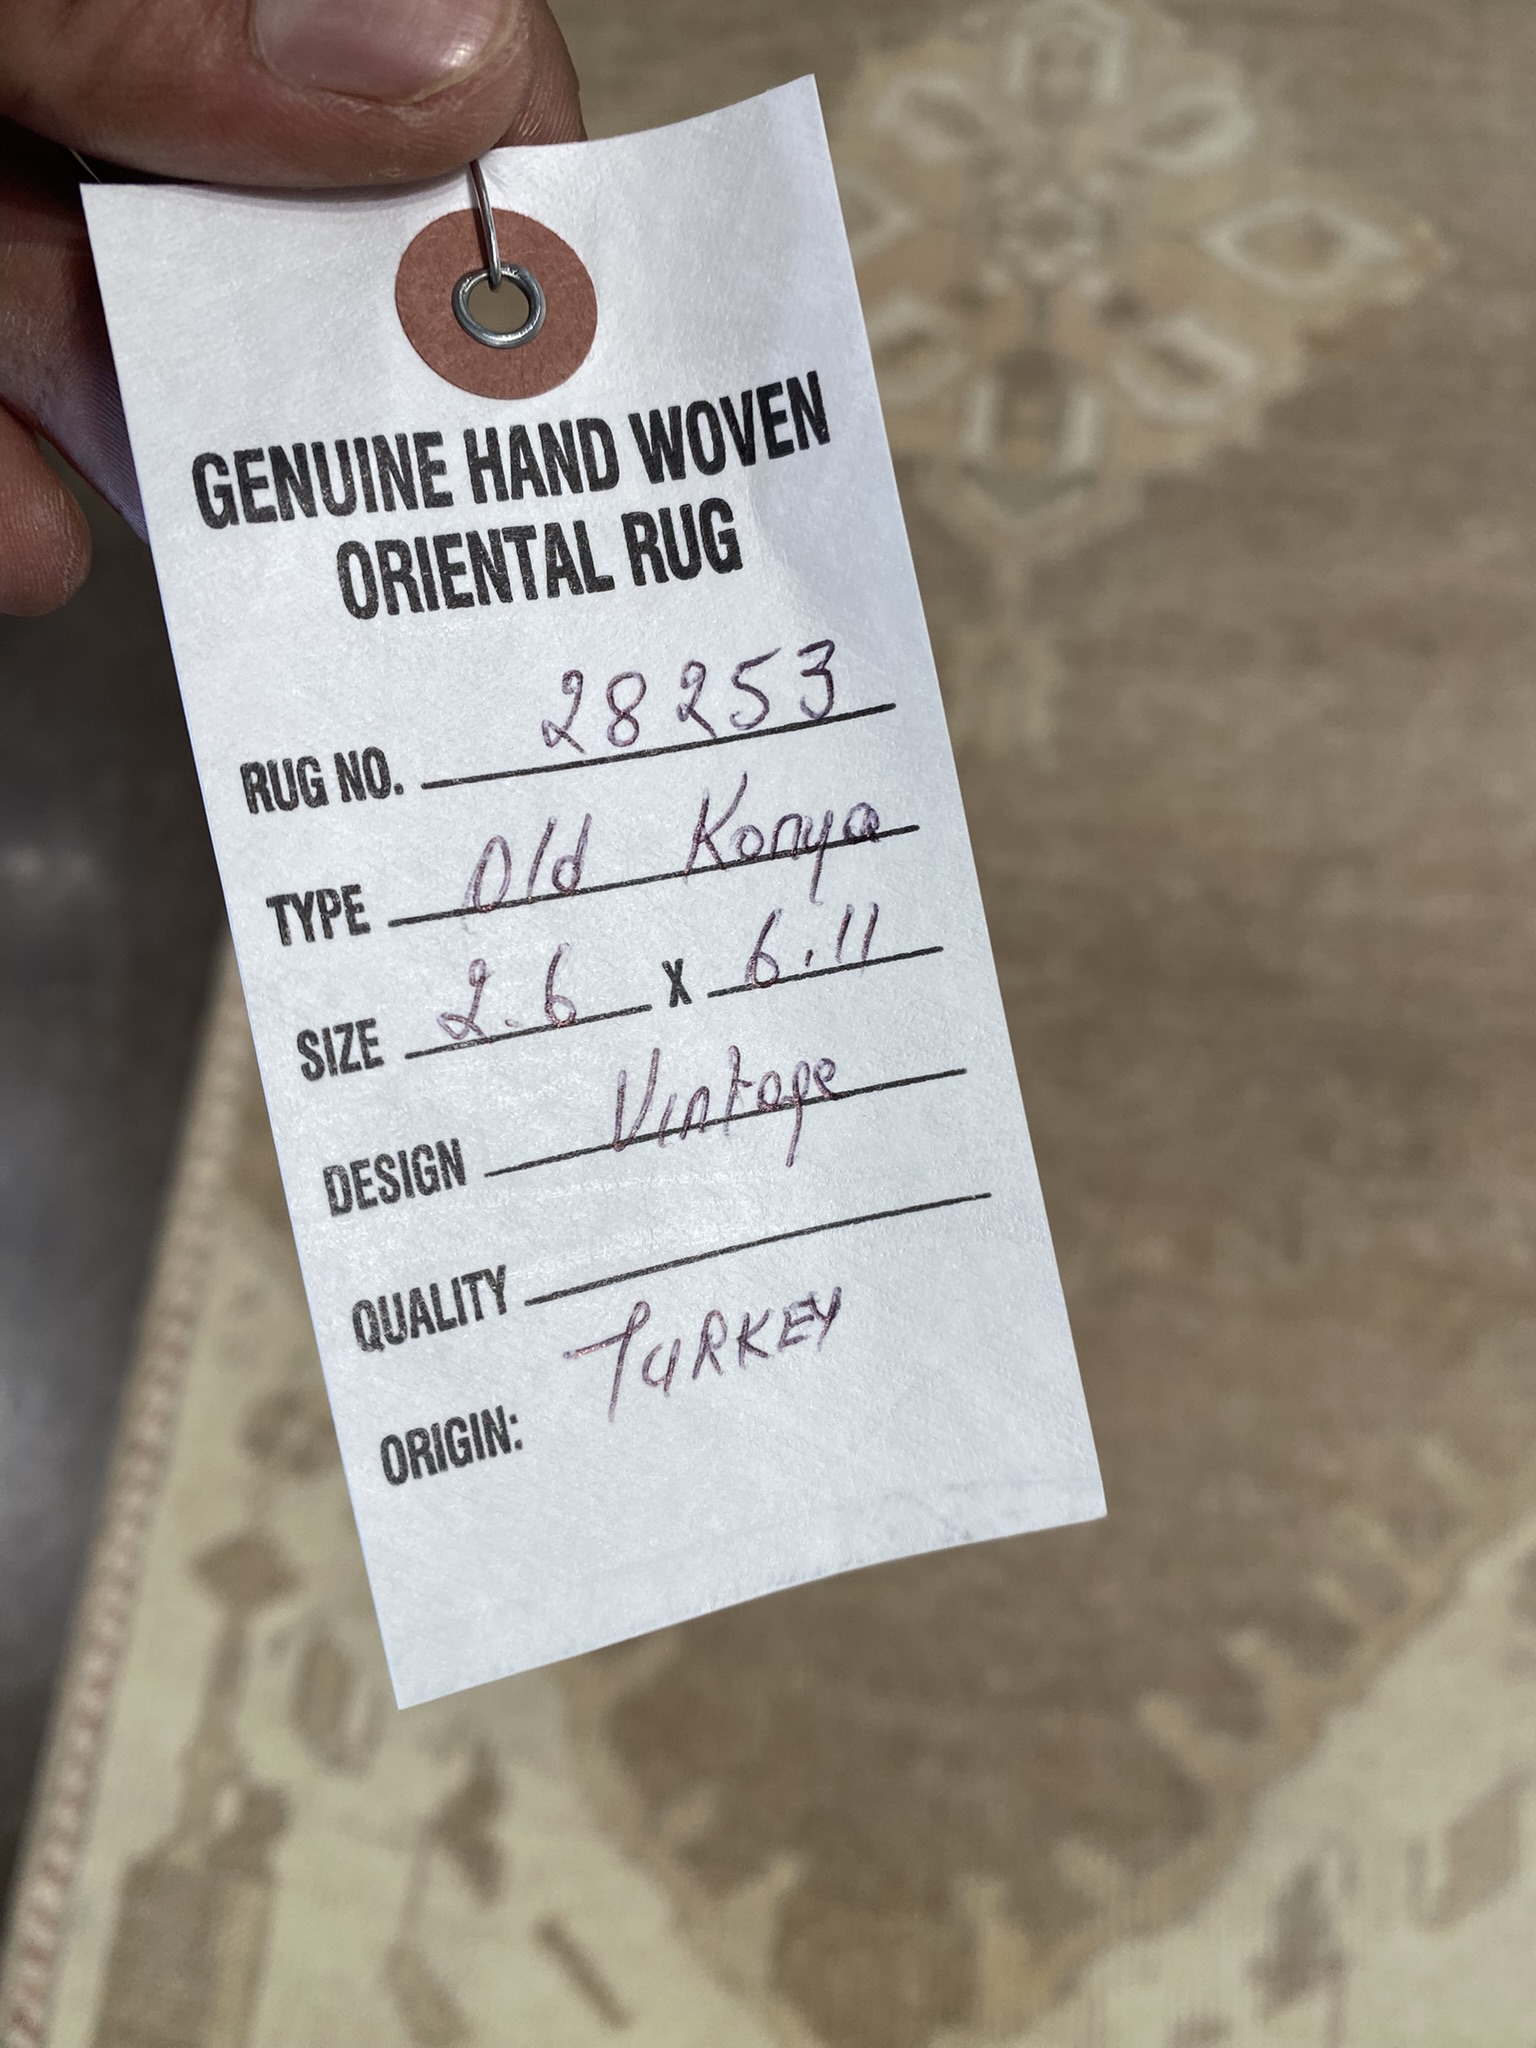 GENUINE HAND WOVEN
ORIENTAL RUG
RUG NO. 28253
TYPE Old Konya
SIZE 2.6 X 6.11
DESIGN Vintage
QUALITY
ORIGIN: TURKEY